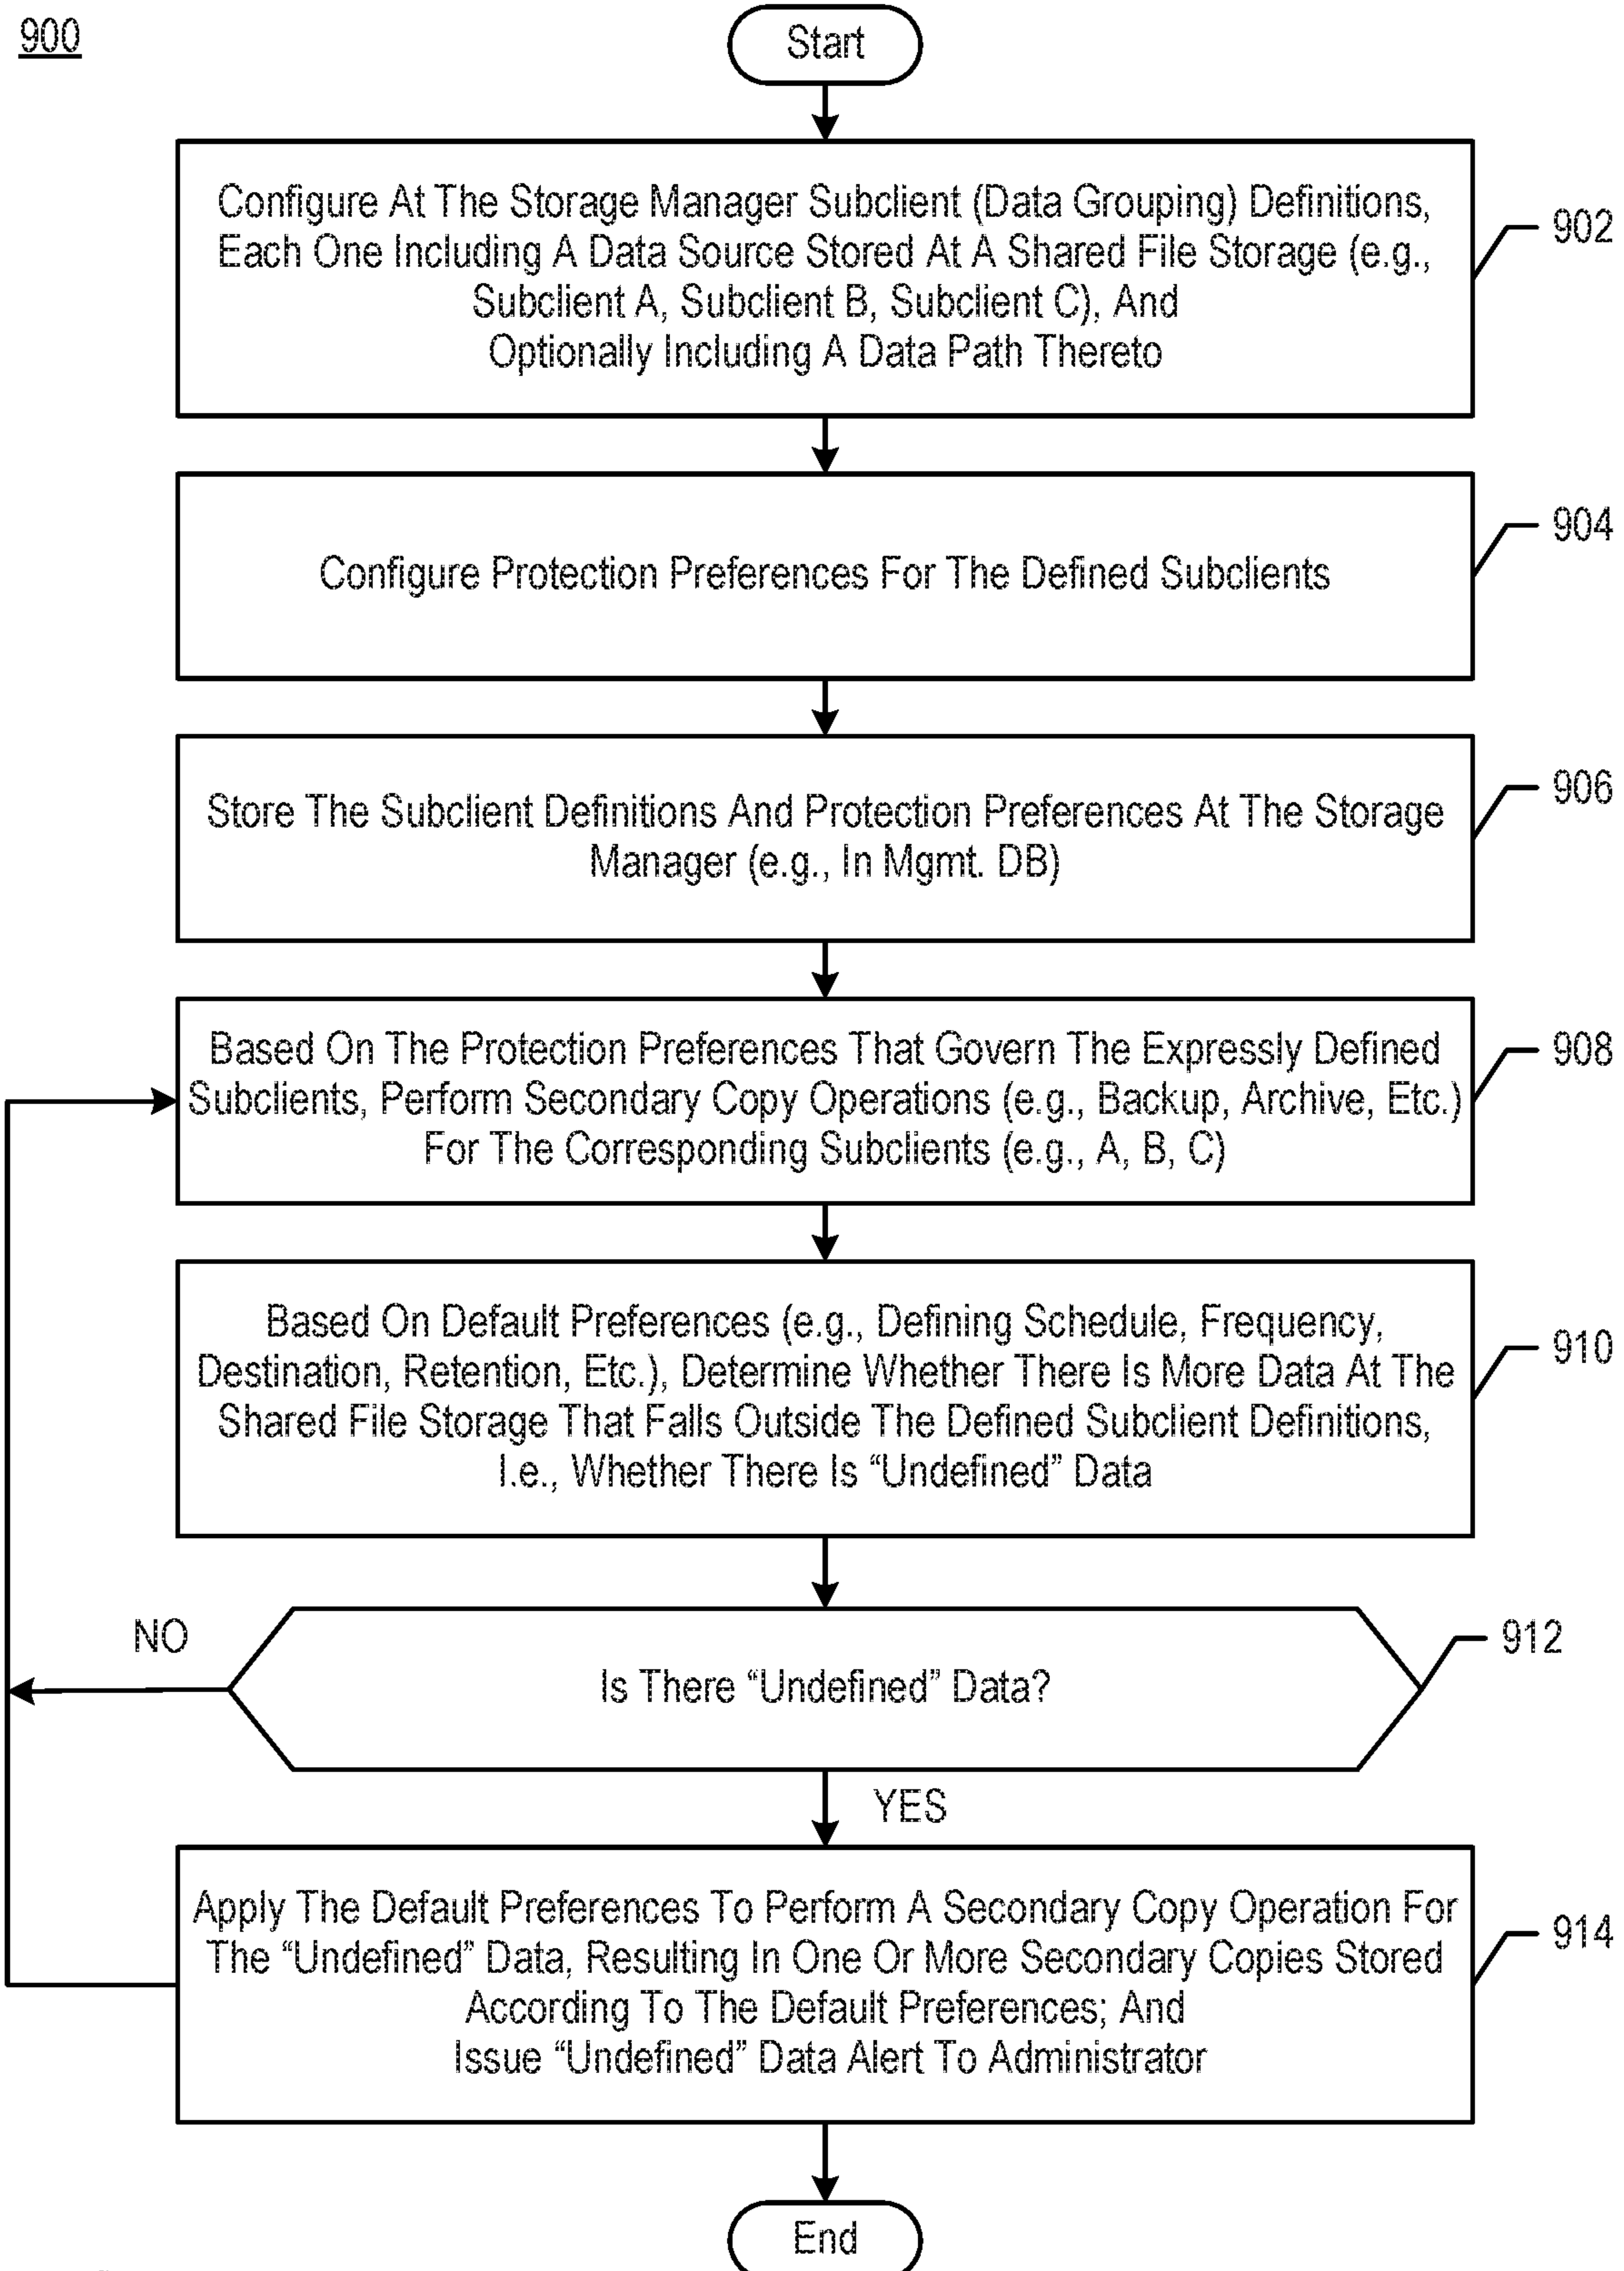 900
Start
Configure At The Storage Manager Subclient (Data Grouping) Definitions,
Each One Including A Data Source Stored At A Shared File Storage (e.g.,
Subclient A, Subclient B, Subclient C), And
Optionally Including A Data Path Thereto
902
Configure Protection Preferences For The Defined Subclients
904
Store The Subclient Definitions And Protection Preferences At The Storage
Manager (e.g., In Mgmt. DB)
906
Based On The Protection Preferences That Govern The Expressly Defined
Subclients, Perform Secondary Copy Operations (e.g., Backup, Archive, Etc.)
For The Corresponding Subclients (e.g., A, B, C)
908
Based On Default Preferences (e.g., Defining Schedule, Frequency,
Destination, Retention, Etc.), Determine Whether There Is More Data At The
Shared File Storage That Falls Outside The Defined Subclient Definitions,
I.e., Whether There Is “Undefined” Data
910
NO
Is There “Undefined” Data?
912
YES
Apply The Default Preferences To Perform A Secondary Copy Operation For
The “Undefined” Data, Resulting In One Or More Secondary Copies Stored
According To The Default Preferences; And
Issue “Undefined” Data Alert To Administrator
914
End